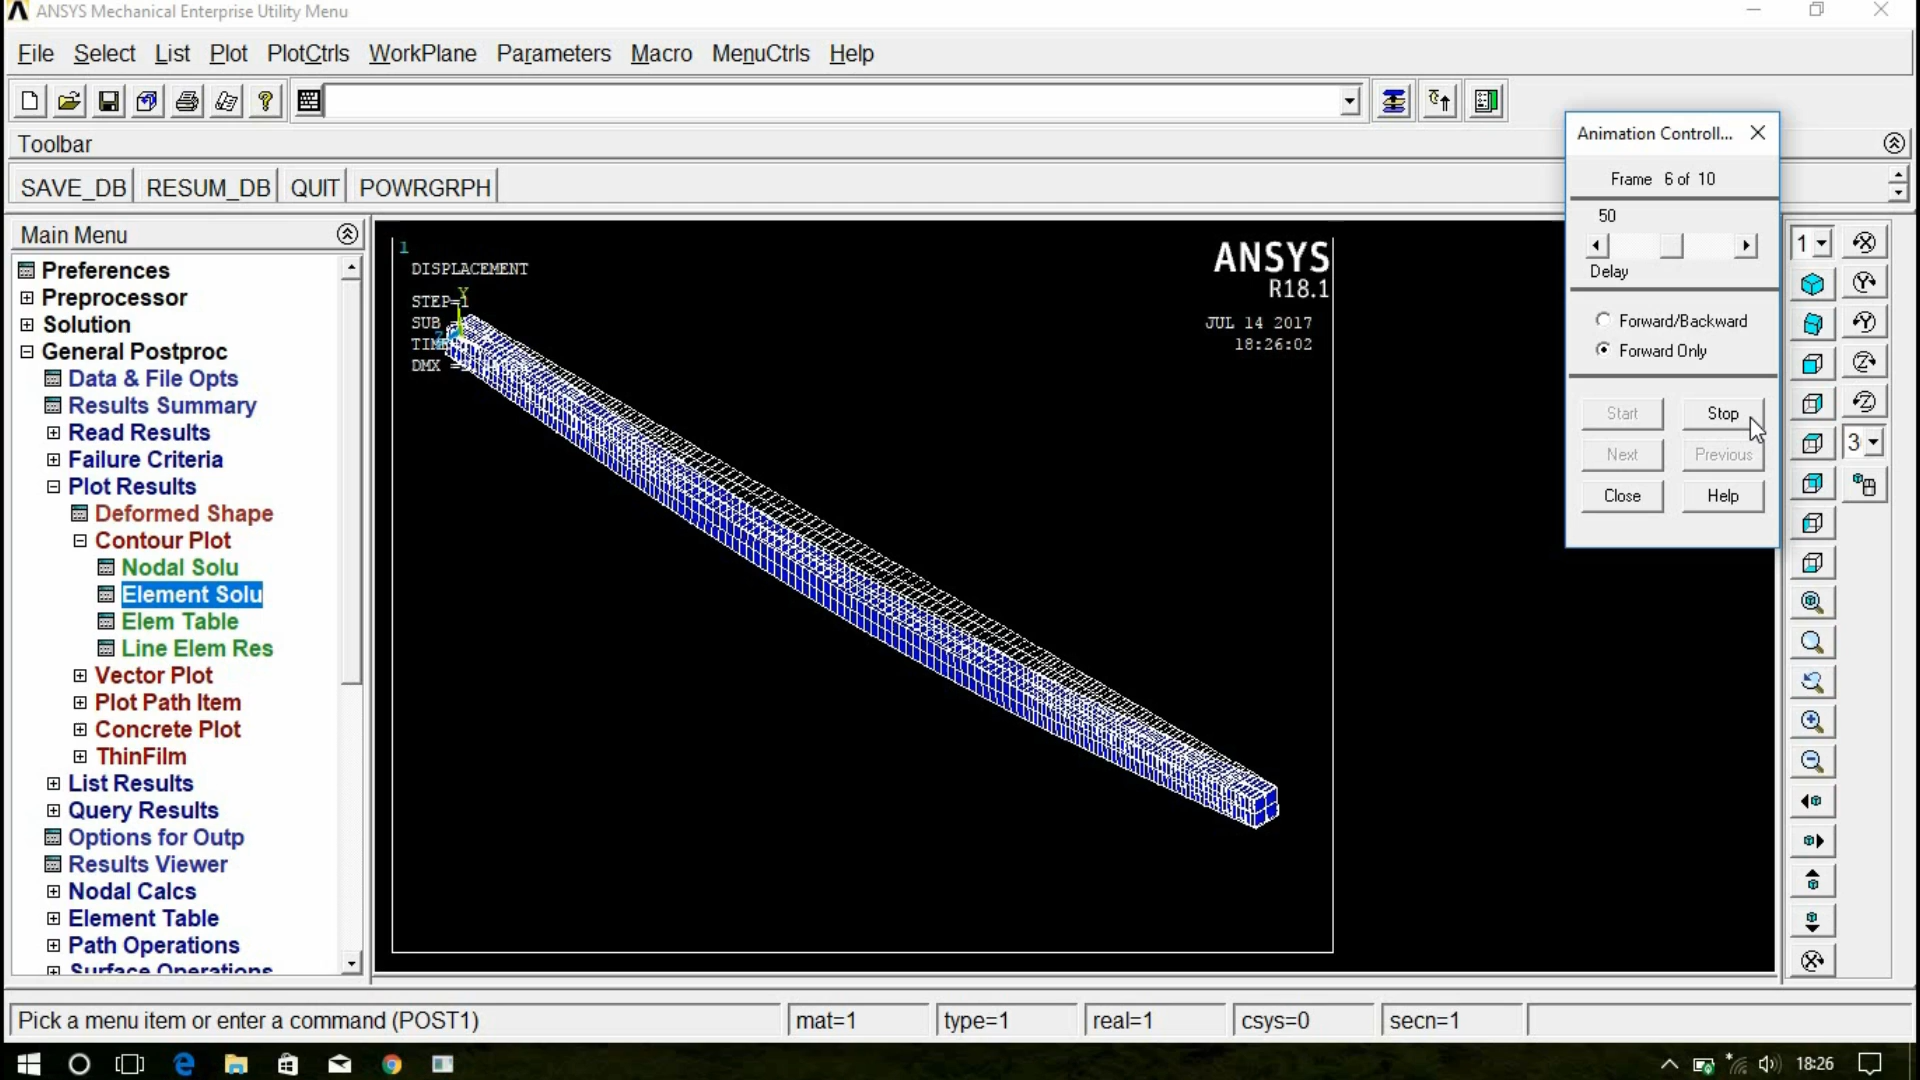 ANSYS Mechanical Enterprise Utility Menu
File Select List Plot PlotCtrls WorkPlane Parameters Macro MenuCtrls Help
Toolbar
SAVE_DB RESUM_DB QUIT POWRGRPH
Main Menu
Preferences
Preprocessor
Solution
General Postproc
Data & File Opts
Results Summary
Read Results
Failure Criteria
Plot Results
Deformed Shape
Contour Plot
Nodal Solu
Element Solu
Elem Table
Line Elem Res
Vector Plot
Plot Path Item
Concrete Plot
ThinFilm
List Results
Query Results
Options for Outp
Results Viewer
Nodal Calcs
Element Table
Path Operations
Surface Operations
1
DISPLACEMENT
STEP=1
SUB
TIME
DMX =
Y
Z
ANSYS
R18.1
JUL 14 2017
18:26:02
Animation Controll...
Frame 6 of 10
50
Delay
Forward/Backward
Forward Only
Start Stop
Next Previous
Close Help
1
3
Pick a menu item or enter a command (POST1)
mat=1
type=1
real=1
csys=0
secn=1
18:26